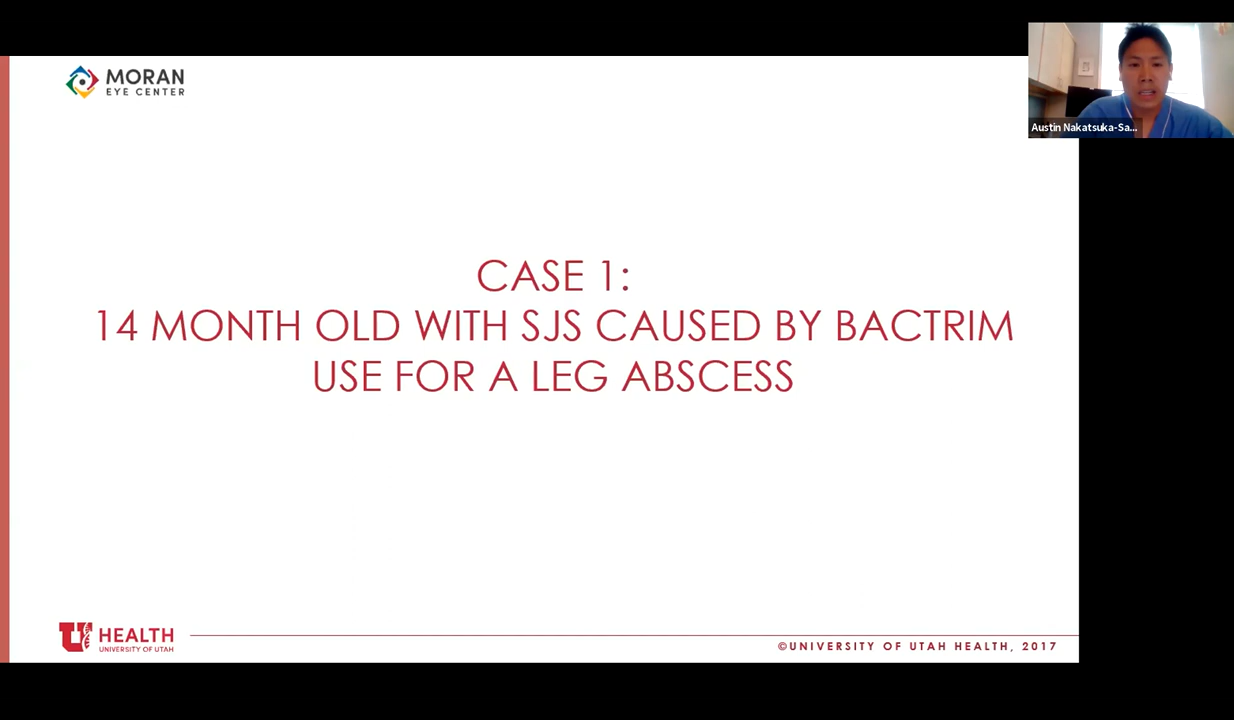 MORAN
EYE CENTER
Austin Nakatsuka-Sa...
CASE 1:
14 MONTH OLD WITH SJS CAUSED BY BACTRIM
USE FOR A LEG ABSCESS
U HEALTH
UNIVERSITY OF UTAH
©UNIVERSITY OF UTAH HEALTH, 2017